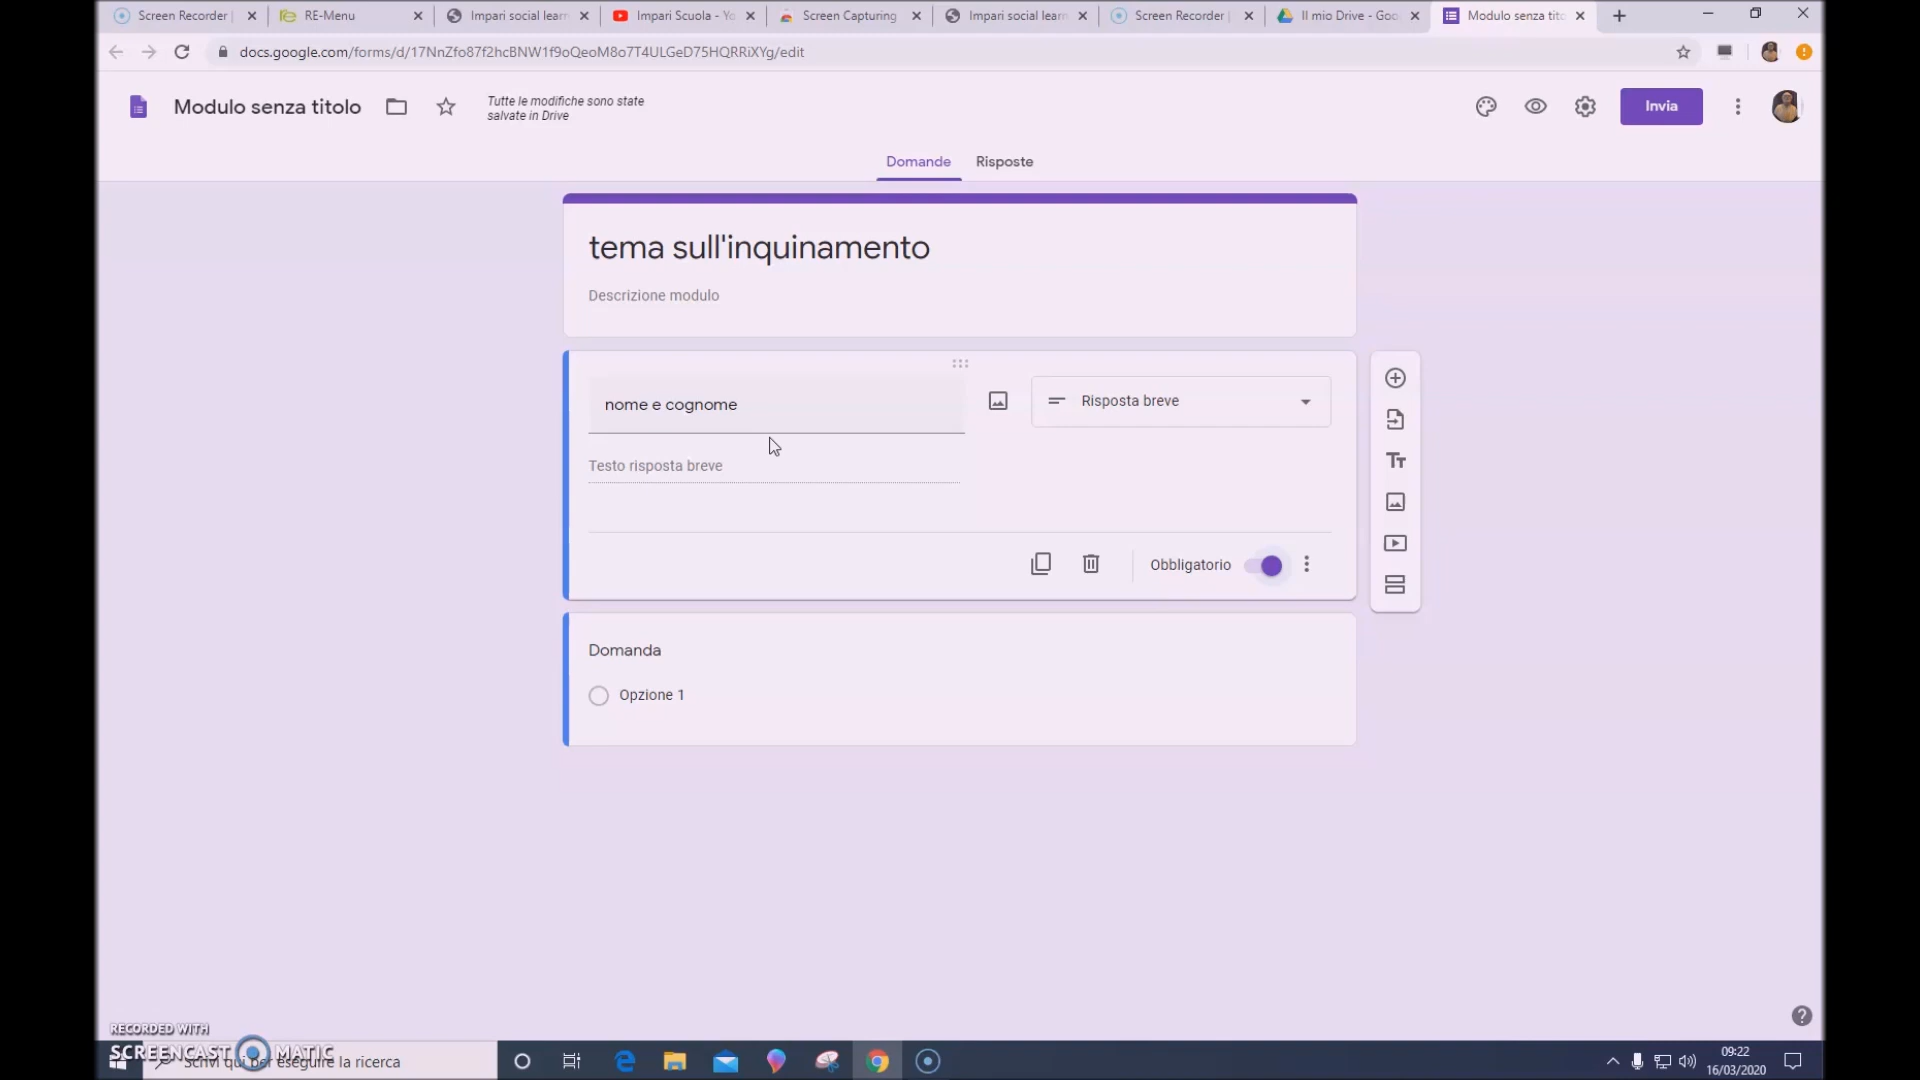 Screen Recorder
RE-Menu
Impari social learn
Impari Scuola - Yo
Screen Capturing
Impari social learn
Screen Recorder
Il mio Drive - Goo
Modulo senza tito
docs.google.com/forms/d/17NnZfo87f2hcBNW1f9oQeoM8o7T4ULGeD75HQRRiXYg/edit
Modulo senza titolo
Tutte le modifiche sono state
salvate in Drive
Invia
Domande
Risposte
tema sull'inquinamento
Descrizione modulo
nome e cognome
Risposta breve
Testo risposta breve
Obbligatorio
Domanda
Opzione 1
RECORDED WITH
SCREENCAST MATIC
Scrivi qui per eseguire la ricerca
09:22
16/03/2020